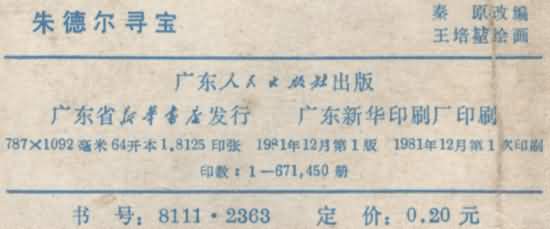 朱德尔寻宝
秦 原改编
王培堃绘画
广东人民出版社出版
广东省新华书店发行 广东新华印刷厂印刷
787×1092毫米64开本1.8125印张 1981年12月第1版 1981年12月第1次印刷
印数：1—671,450册
书 号：8111·2363 定 价：0.20元